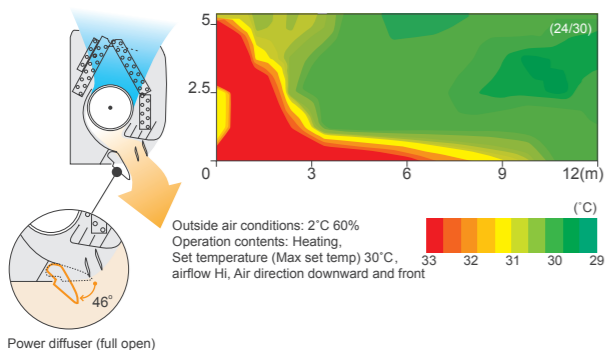 5
(24/30)
2.5
0
3
6
9
12(m)
Outside air conditions: 2˚C 60%
Operation contents: Heating,
Set temperature (Max set temp) 30˚C,
airflow Hi, Air direction downward and front
(˚C)
33
32
31
30
29
46°
Power diffuser (full open)